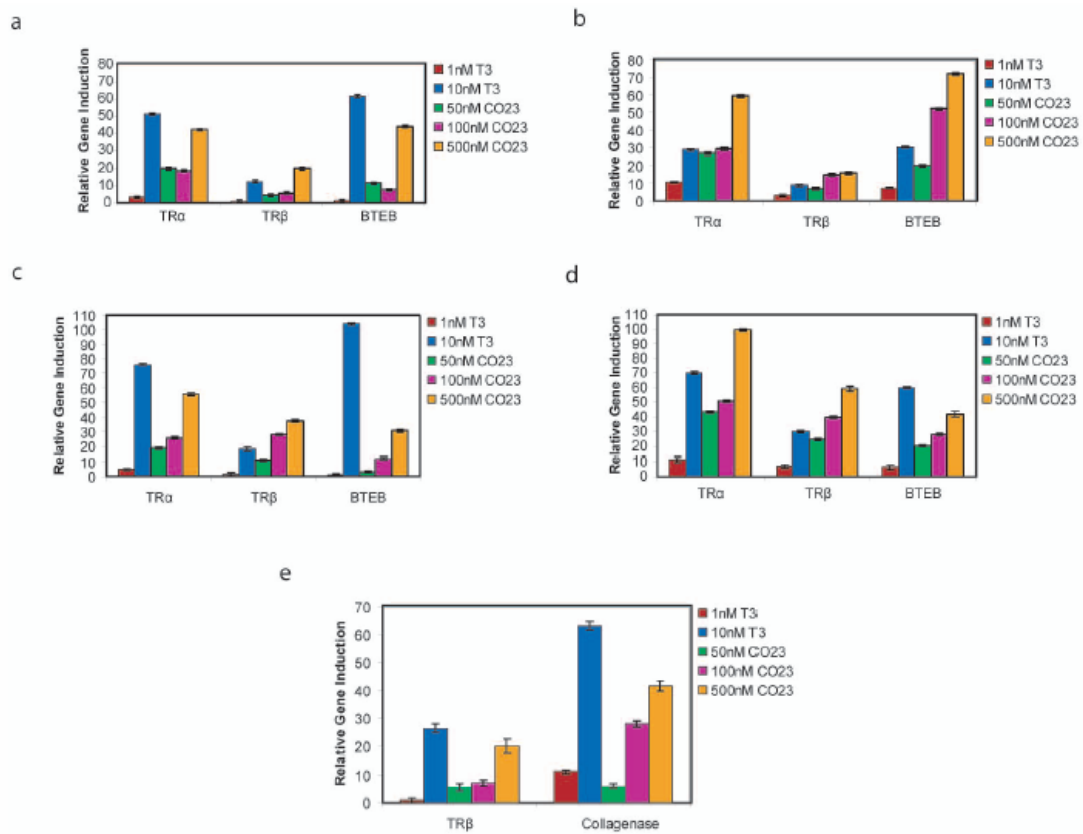 a
Relative Gene Induction
80
70
60
50
40
30
20
10
0
TRα TRβ BTEB
1nM T3
10nM T3
50nM CO23
100nM CO23
500nM CO23
b
Relative Gene Induction
80
70
60
50
40
30
20
10
0
TRα TRβ BTEB
1nM T3
10nM T3
50nM CO23
100nM CO23
500nM CO23
c
Relative Gene Induction
110
100
90
80
70
60
50
40
30
20
10
0
TRα TRβ BTEB
1nM T3
10nM T3
50nM CO23
100nM CO23
500nM CO23
d
Relative Gene Induction
110
100
90
80
70
60
50
40
30
20
10
0
TRα TRβ BTEB
1nM T3
10nM T3
50nM CO23
100nM CO23
500nM CO23
e
Relative Gene Induction
70
60
50
40
30
20
10
0
TRβ Collagenase
1nM T3
10nM T3
50nM CO23
100nM CO23
500nM CO23